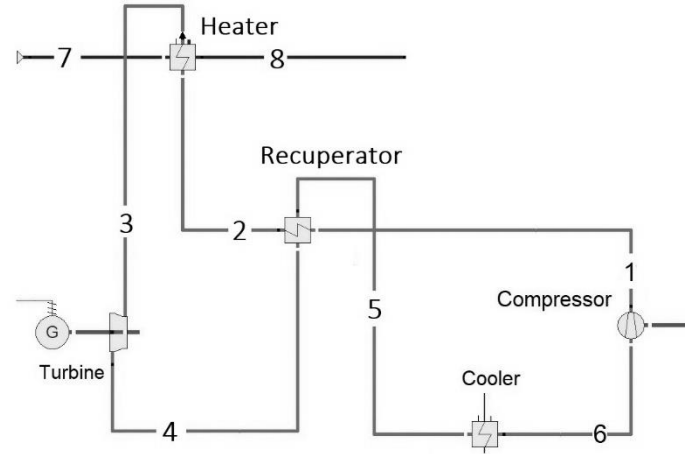 Heater
7
8
Recuperator
3
2
1
5
Compressor
G
Turbine
Cooler
4
6